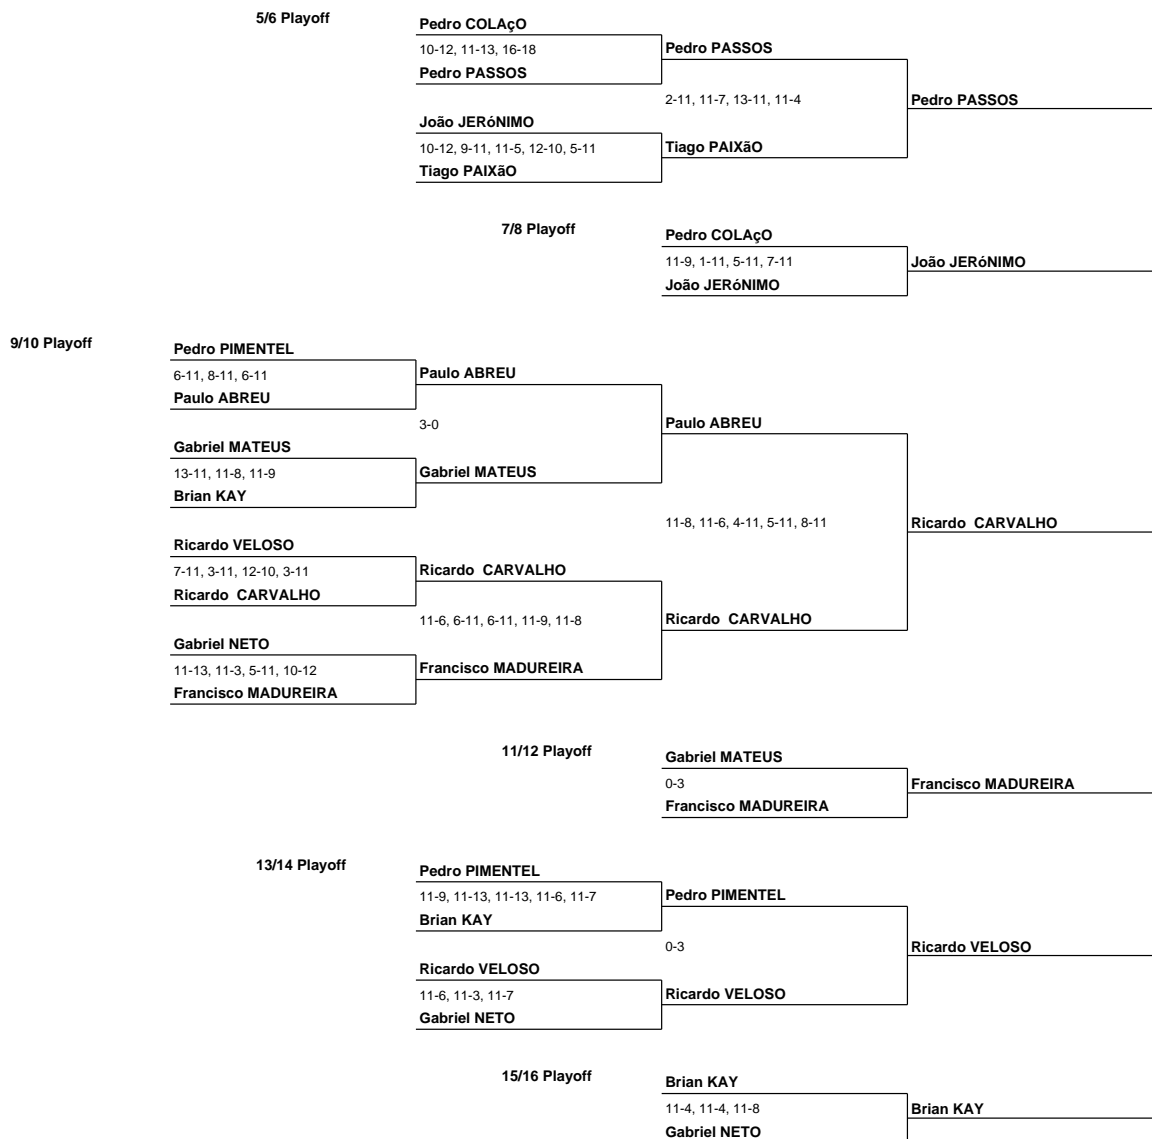 5/6 Playoff
Pedro COLAçO
10-12, 11-13, 16-18
Pedro PASSOS
Pedro PASSOS
2-11, 11-7, 13-11, 11-4
Pedro PASSOS
João JERóNIMO
10-12, 9-11, 11-5, 12-10, 5-11
Tiago PAIXãO
Tiago PAIXãO
7/8 Playoff
Pedro COLAçO
11-9, 1-11, 5-11, 7-11
João JERóNIMO
João JERóNIMO
9/10 Playoff
Pedro PIMENTEL
6-11, 8-11, 6-11
Paulo ABREU
Paulo ABREU
3-0
Paulo ABREU
Gabriel MATEUS
13-11, 11-8, 11-9
Gabriel MATEUS
Brian KAY
11-8, 11-6, 4-11, 5-11, 8-11
Ricardo  CARVALHO
Ricardo VELOSO
7-11, 3-11, 12-10, 3-11
Ricardo  CARVALHO
Ricardo  CARVALHO
11-6, 6-11, 6-11, 11-9, 11-8
Ricardo  CARVALHO
Gabriel NETO
11-13, 11-3, 5-11, 10-12
Francisco MADUREIRA
Francisco MADUREIRA
11/12 Playoff
Gabriel MATEUS
0-3
Francisco MADUREIRA
Francisco MADUREIRA
13/14 Playoff
Pedro PIMENTEL
11-9, 11-13, 11-13, 11-6, 11-7
Pedro PIMENTEL
Brian KAY
0-3
Ricardo VELOSO
Ricardo VELOSO
11-6, 11-3, 11-7
Ricardo VELOSO
Gabriel NETO
15/16 Playoff
Brian KAY
11-4, 11-4, 11-8
Brian KAY
Gabriel NETO